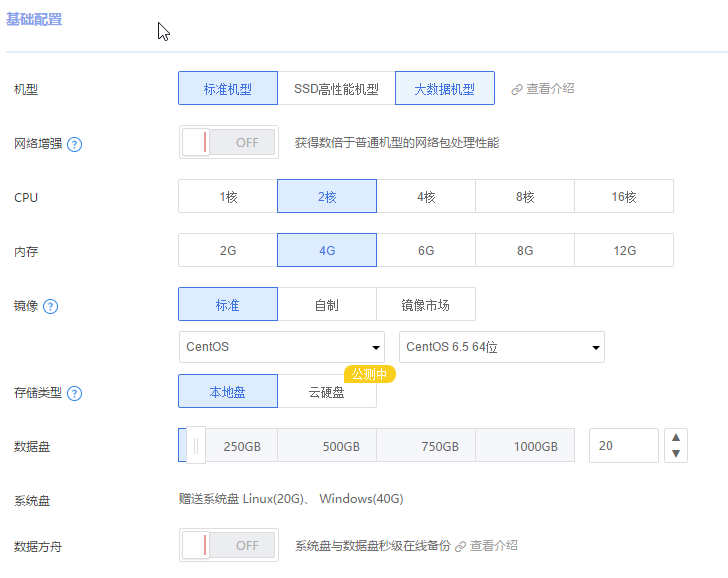 基础配置
机型 标准机型 SSD高性能机型 大数据机型 查看介绍
网络增强 ? OFF 获得数倍于普通机型的网络包处理性能
CPU 1核 2核 4核 8核 16核
内存 2G 4G 6G 8G 12G
镜像 ? 标准 自制 镜像市场
CentOS CentOS 6.5 64位
公测中
存储类型 ? 本地盘 云硬盘
数据盘 250GB 500GB 750GB 1000GB 20
系统盘 赠送系统盘 Linux(20G)、 Windows(40G)
数据方舟 OFF 系统盘与数据盘秒级在线备份 查看介绍